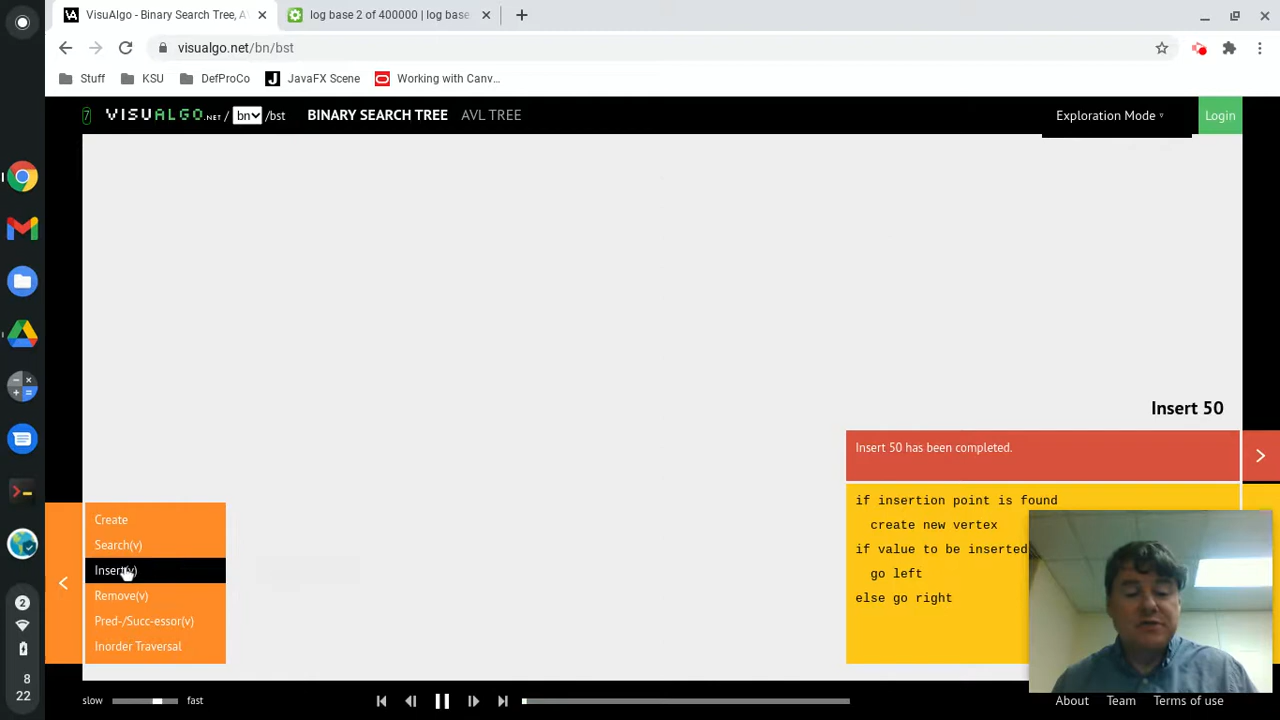 VisuAlgo - Binary Search Tree, A
log base 2 of 400000 | log base
visualgo.net/bn/bst
Stuff
KSU
DefProCo
JavaFX Scene
Working with Canv...
7 VISUALGO.NET / bn /bst
BINARY SEARCH TREE
AVL TREE
Exploration Mode
Login
Insert 50
Insert 50 has been completed.
if insertion point is found
create new vertex
if value to be inserted
go left
else go right
Create
Search(v)
Insert(v)
Remove(v)
Pred-/Succ-essor(v)
Inorder Traversal
2
8
22
slow
fast
About
Team
Terms of use